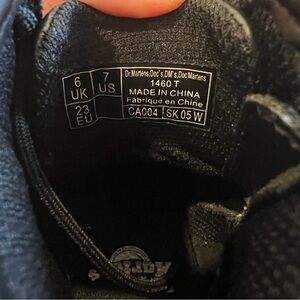 6 UK
7 US
23 EU
Dr.Martens,Doc's,DM's,Doc Martens
1460 T
MADE IN CHINA
Fabriqué en Chine
CA004
SK 05 W